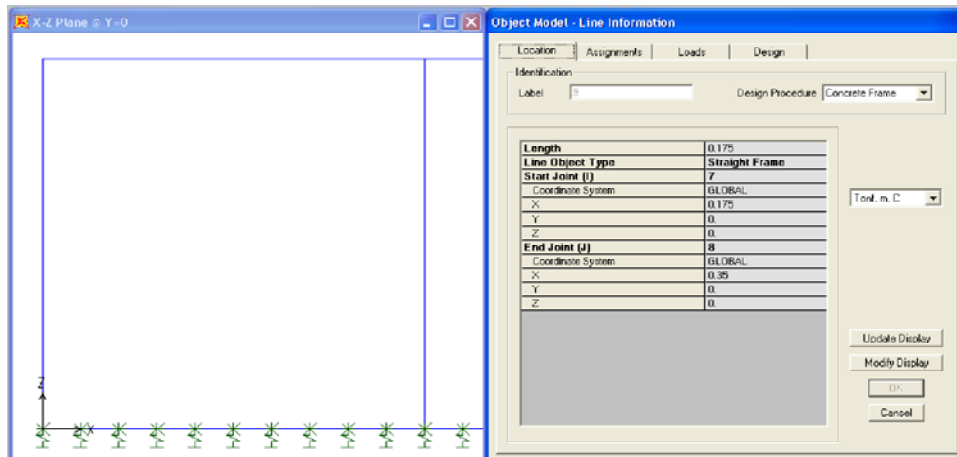 X-Z Plane @ Y=0
Z
X
Object Model - Line Information
Location Assignments Loads Design
Identification
Label Design Procedure Concrete Frame
Length 0.175
Line Object Type Straight Frame
Start Joint (I) 7
Coordinate System GLOBAL
X 0.175
Y 0.
Z 0.
End Joint (J) 8
Coordinate System GLOBAL
X 0.35
Y 0.
Z 0.
Tonf, m, C
Update Display
Modify Display
OK
Cancel